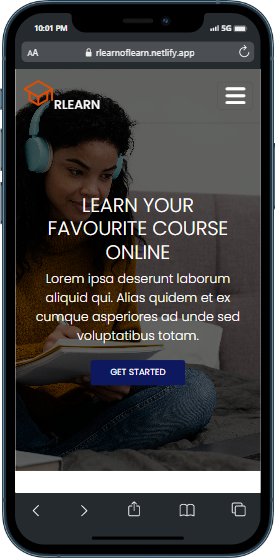 10:01 PM
5G
AA
rlearnoflearn.netlify.app
RLEARN
LEARN YOUR
FAVOURITE COURSE
ONLINE
Lorem ipsa deserunt laborum
aliquid qui. Alias quidem et ex
cumque asperiores ad unde sed
voluptatibus totam.
GET STARTED